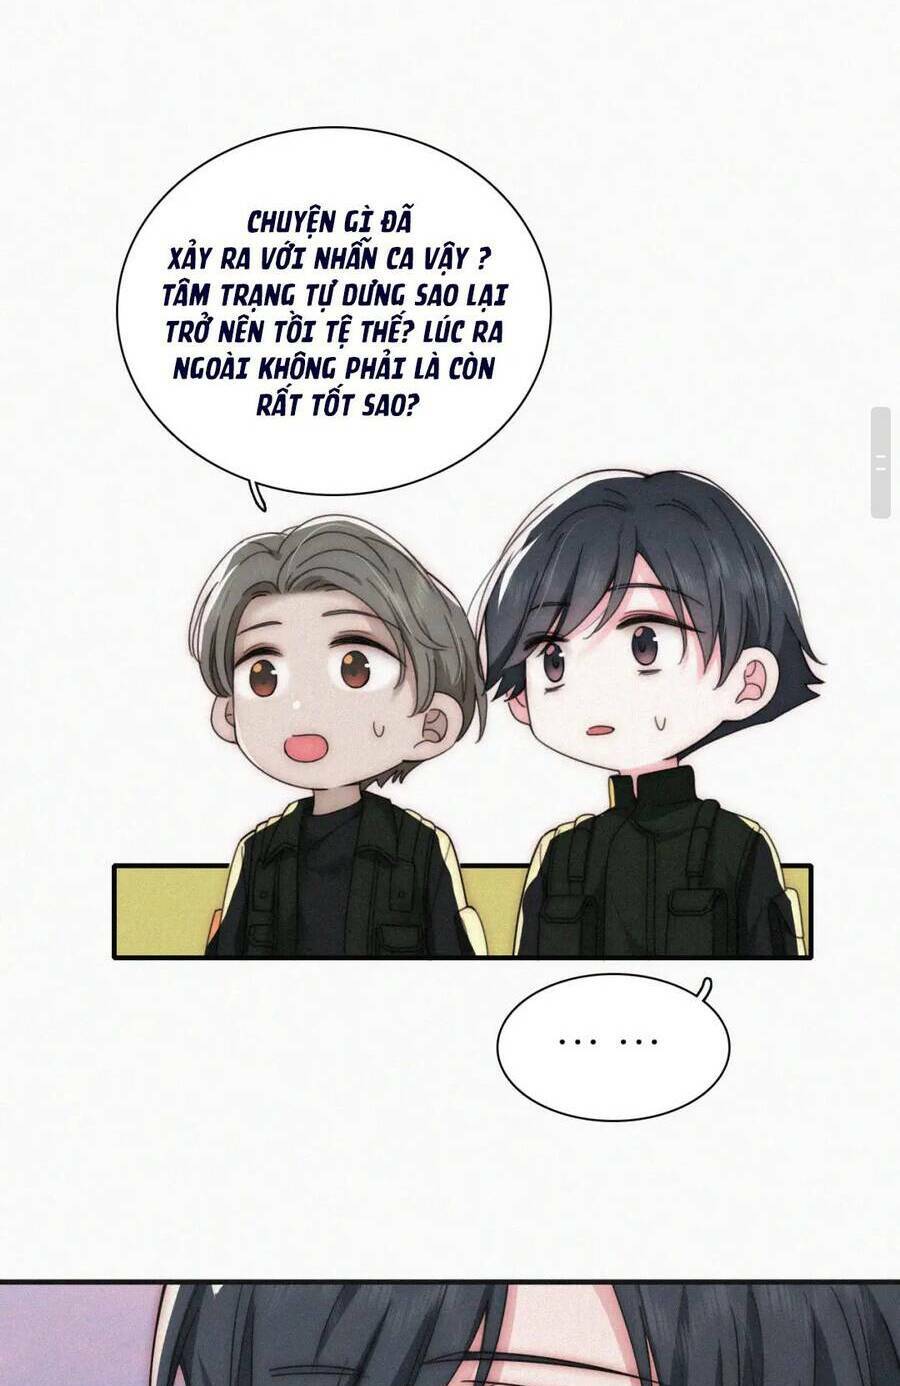 CHUYỆN GÌ ĐÃ
XẢY RA VỚI NHẪN CA VẬY ?
TÂM TRẠNG TỰ DƯNG SAO LẠI
TRỞ NÊN TỒI TỆ THẾ? LÚC RA
NGOÀI KHÔNG PHẢI LÀ CÒN
RẤT TỐT SAO?
... ...